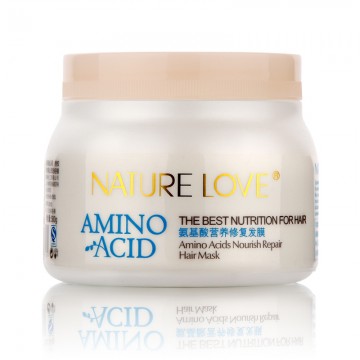 NATURE LOVE®
AMINO
ACID
THE BEST NUTRITION FOR HAIR
氨基酸营养修复发膜
Amino Acids Nourish Repair
Hair Mask